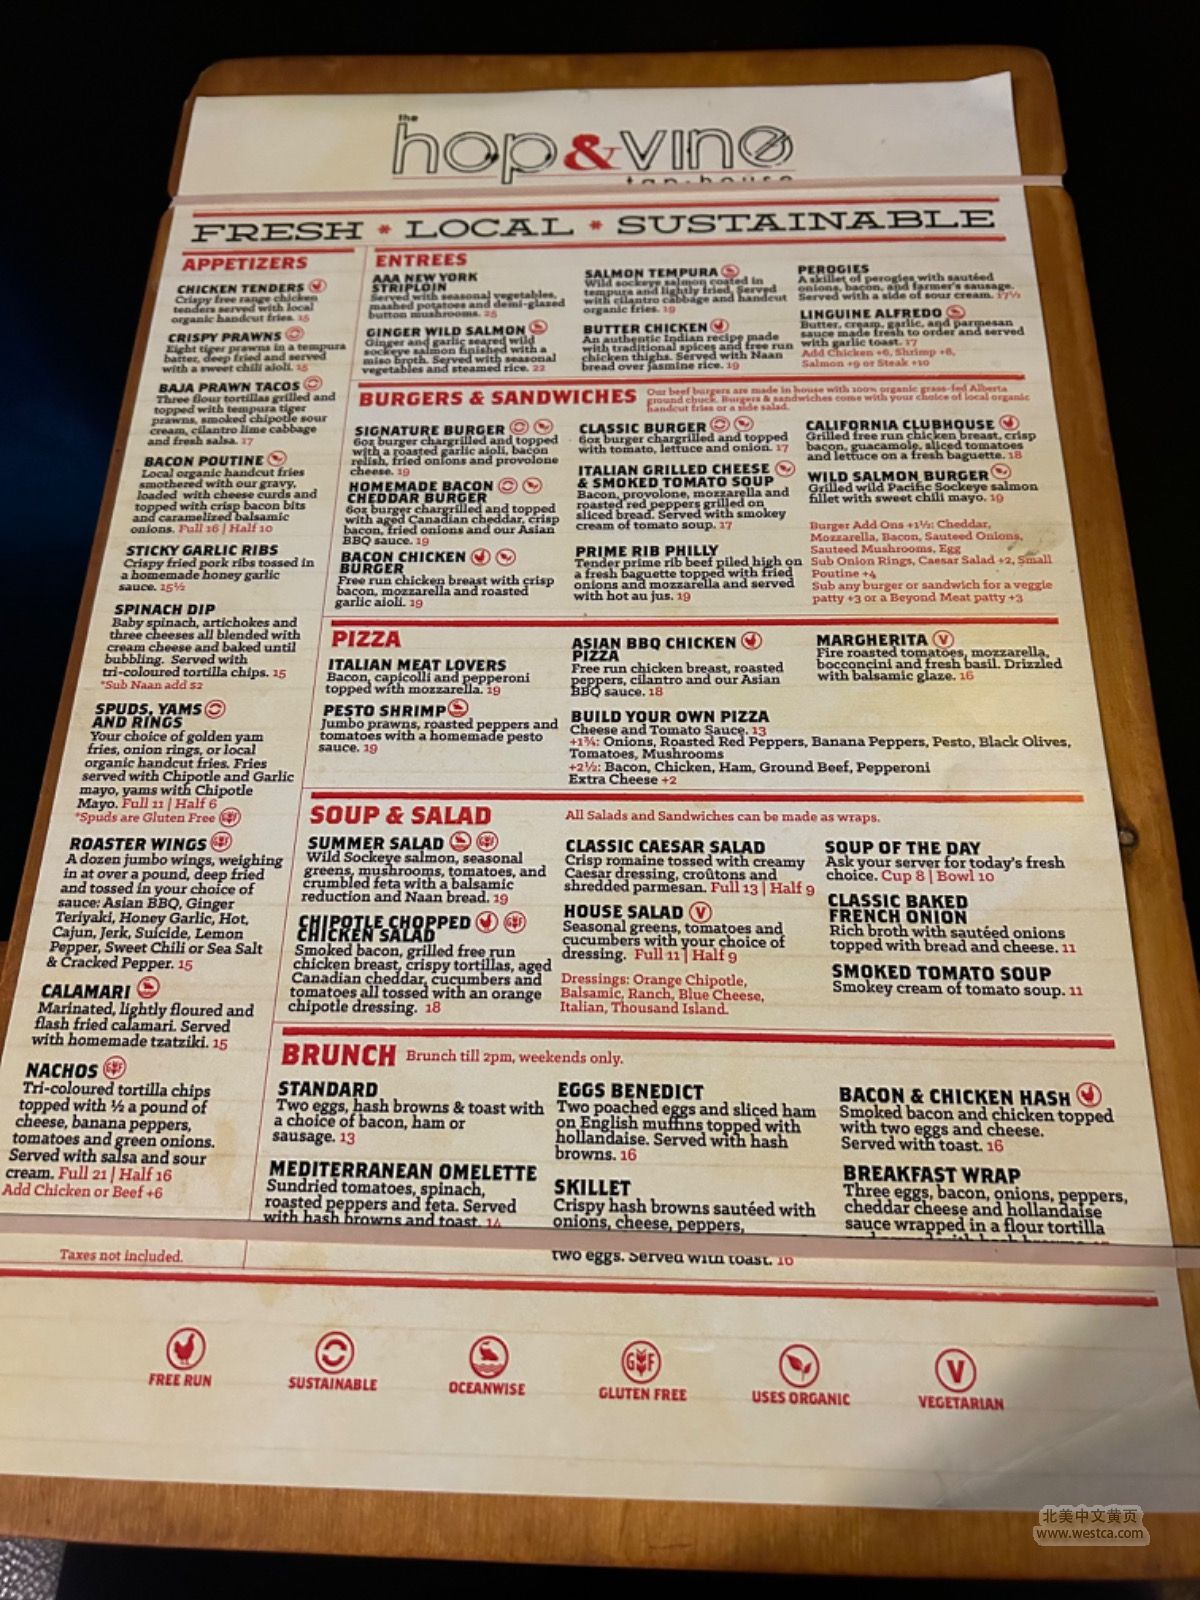 the
hop&vine
FRESH * LOCAL * SUSTAINABLE
APPETIZERS
CHICKEN TENDERS
Crispy free range chicken
tenders served with local
organic handcut fries. 15
CRISPY PRAWNS
Eight tiger prawns in a tempura
batter, deep fried and served
with a sweet chili aioli. 15
BAJA PRAWN TACOS
Three flour tortillas grilled and
topped with tempura tiger
prawns, smoked chipotle sour
cream, cilantro lime cabbage
and fresh salsa. 17
BACON POUTINE
Local organic handcut fries
smothered with our gravy,
loaded with cheese curds and
topped with crisp bacon bits
and caramelized balsamic
onions. Full 16 | Half 10
STICKY GARLIC RIBS
Crispy fried pork ribs tossed in
a homemade honey garlic
sauce. 15½
SPINACH DIP
Baby spinach, artichokes and
three cheeses all blended with
cream cheese and baked until
bubbling. Served with
tri-coloured tortilla chips. 15
*Sub Naan add $2
SPUDS, YAMS
AND RINGS
Your choice of golden yam
fries, onion rings, or local
organic handcut fries. Fries
served with Chipotle and Garlic
mayo, yams with Chipotle
Mayo. Full 11 | Half 6
*Spuds are Gluten Free GF
ROASTER WINGS GF
A dozen jumbo wings, weighing
in at over a pound, deep fried
and tossed in your choice of
sauce: Asian BBQ, Ginger
Teriyaki, Honey Garlic, Hot,
Cajun, Jerk, Suicide, Lemon
Pepper, Sweet Chili or Sea Salt
& Cracked Pepper. 15
CALAMARI
Marinated, lightly floured and
flash fried calamari. Served
with homemade tzatziki. 15
NACHOS GF
Tri-coloured tortilla chips
topped with ½ a pound of
cheese, banana peppers,
tomatoes and green onions.
Served with salsa and sour
cream. Full 21 | Half 16
Add Chicken or Beef +6
Taxes not included.
ENTREES
AAA NEW YORK
STRIPLOIN
Served with seasonal vegetables,
mashed potatoes and demi-glazed
button mushrooms. 25
GINGER WILD SALMON
Ginger and garlic seared wild
sockeye salmon finished with a
miso broth. Served with seasonal
vegetables and steamed rice. 22
SALMON TEMPURA
Wild sockeye salmon coated in
tempura and lightly fried. Served
with cilantro cabbage and handcut
organic fries. 19
BUTTER CHICKEN
An authentic Indian recipe made
with traditional spices and free run
chicken thighs. Served with Naan
bread over jasmine rice. 19
PEROGIES
A skillet of perogies with sautéed
onions, bacon, and farmer's sausage.
Served with a side of sour cream. 17½
LINGUINE ALFREDO
Butter, cream, garlic, and parmesan
sauce made fresh to order and served
with garlic toast. 17
Add Chicken +6, Shrimp +8,
Salmon +9 or Steak +10
BURGERS & SANDWICHES
Our beef burgers are made in house with 100% organic grass-fed Alberta
ground chuck. Burgers & sandwiches come with your choice of local organic
handcut fries or a side salad.
SIGNATURE BURGER
6oz burger chargrilled and topped
with a roasted garlic aioli, bacon
relish, fried onions and provolone
cheese. 19
HOMEMADE BACON
CHEDDAR BURGER
6oz burger chargrilled and topped
with aged Canadian cheddar, crisp
bacon, fried onions and our Asian
BBQ sauce. 19
BACON CHICKEN
BURGER
Free run chicken breast with crisp
bacon, mozzarella and roasted
garlic aioli. 19
CLASSIC BURGER
6oz burger chargrilled and topped
with tomato, lettuce and onion. 17
ITALIAN GRILLED CHEESE
& SMOKED TOMATO SOUP
Bacon, provolone, mozzarella and
roasted red peppers grilled on
sliced bread. Served with smokey
cream of tomato soup. 17
PRIME RIB PHILLY
Tender prime rib beef piled high on
a fresh baguette topped with fried
onions and mozzarella and served
with hot au jus. 19
CALIFORNIA CLUBHOUSE
Grilled free run chicken breast, crisp
bacon, guacamole, sliced tomatoes
and lettuce on a fresh baguette. 18
WILD SALMON BURGER
Grilled wild Pacific Sockeye salmon
fillet with sweet chili mayo. 19
Burger Add Ons +1½: Cheddar,
Mozzarella, Bacon, Sauteed Onions,
Sauteed Mushrooms, Egg
Sub Onion Rings, Caesar Salad +2, Small
Poutine +4
Sub any burger or sandwich for a veggie
patty +3 or a Beyond Meat patty +3
PIZZA
ITALIAN MEAT LOVERS
Bacon, capicolli and pepperoni
topped with mozzarella. 19
PESTO SHRIMP
Jumbo prawns, roasted peppers and
tomatoes with a homemade pesto
sauce. 19
ASIAN BBQ CHICKEN
PIZZA
Free run chicken breast, roasted
peppers, cilantro and our Asian
BBQ sauce. 18
BUILD YOUR OWN PIZZA
Cheese and Tomato Sauce. 13
+1¾: Onions, Roasted Red Peppers, Banana Peppers, Pesto, Black Olives,
Tomatoes, Mushrooms
+2½: Bacon, Chicken, Ham, Ground Beef, Pepperoni
Extra Cheese +2
MARGHERITA V
Fire roasted tomatoes, mozzarella,
bocconcini and fresh basil. Drizzled
with balsamic glaze. 16
SOUP & SALAD
All Salads and Sandwiches can be made as wraps.
SUMMER SALAD GF
Wild Sockeye salmon, seasonal
greens, mushrooms, tomatoes, and
crumbled feta with a balsamic
reduction and Naan bread. 19
CHIPOTLE CHOPPED GF
CHICKEN SALAD
Smoked bacon, grilled free run
chicken breast, crispy tortillas, aged
Canadian cheddar, cucumbers and
tomatoes all tossed with an orange
chipotle dressing. 18
CLASSIC CAESAR SALAD
Crisp romaine tossed with creamy
Caesar dressing, croûtons and
shredded parmesan. Full 13 | Half 9
HOUSE SALAD V
Seasonal greens, tomatoes and
cucumbers with your choice of
dressing. Full 11 | Half 9
Dressings: Orange Chipotle,
Balsamic, Ranch, Blue Cheese,
Italian, Thousand Island.
SOUP OF THE DAY
Ask your server for today's fresh
choice. Cup 8 | Bowl 10
CLASSIC BAKED
FRENCH ONION
Rich broth with sautéed onions
topped with bread and cheese. 11
SMOKED TOMATO SOUP
Smokey cream of tomato soup. 11
BRUNCH Brunch till 2pm, weekends only.
STANDARD
Two eggs, hash browns & toast with
a choice of bacon, ham or
sausage. 13
MEDITERRANEAN OMELETTE
Sundried tomatoes, spinach,
roasted peppers and feta. Served
with hash browns and toast. 14
EGGS BENEDICT
Two poached eggs and sliced ham
on English muffins topped with
hollandaise. Served with hash
browns. 16
SKILLET
Crispy hash browns sautéed with
onions, cheese, peppers,
two eggs. Served with toast. 16
BACON & CHICKEN HASH
Smoked bacon and chicken topped
with two eggs and cheese.
Served with toast. 16
BREAKFAST WRAP
Three eggs, bacon, onions, peppers,
cheddar cheese and hollandaise
sauce wrapped in a flour tortilla
FREE RUN
SUSTAINABLE
OCEANWISE
GF
GLUTEN FREE
USES ORGANIC
V
VEGETARIAN
北美中文黄页
www.westca.com